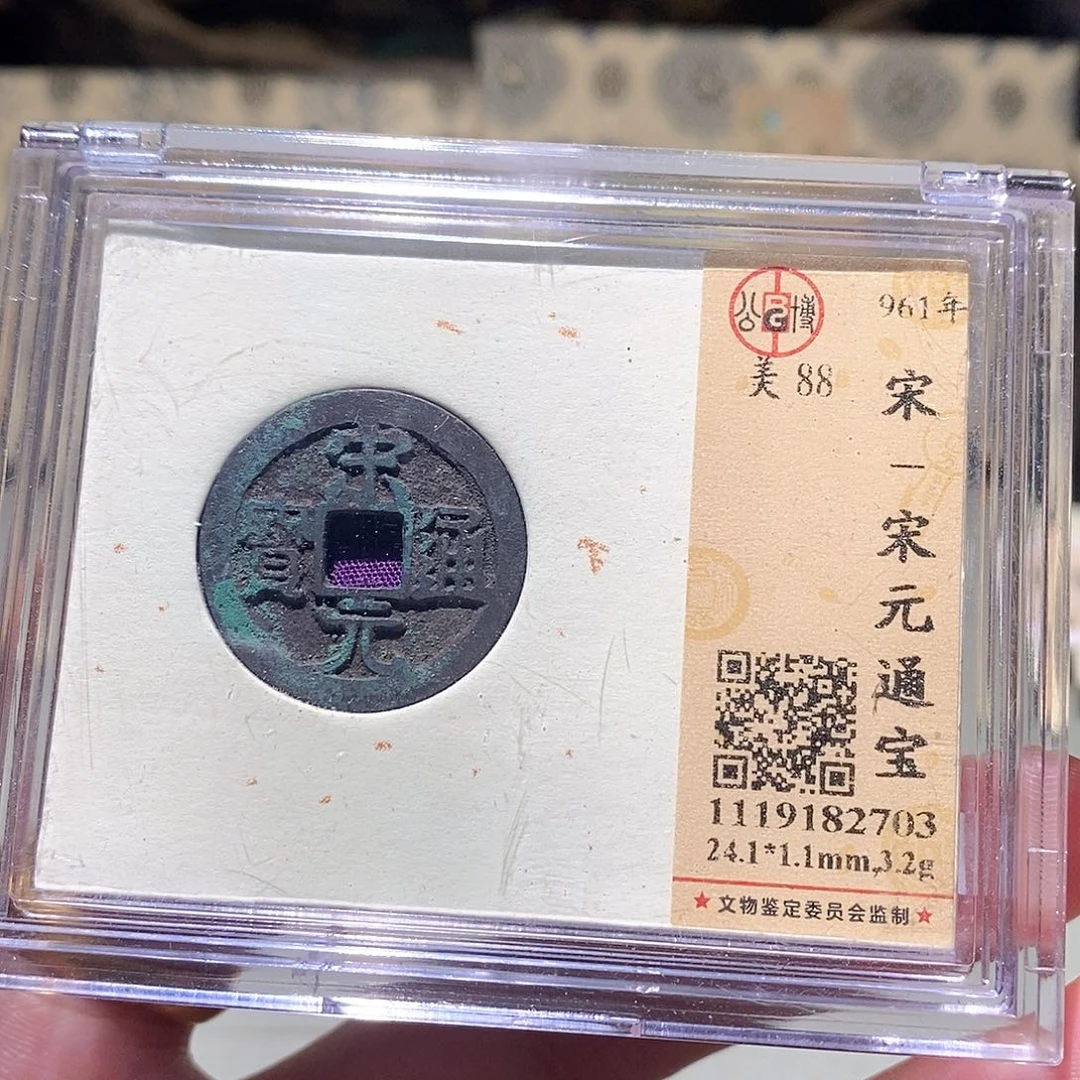 宋元通寶
公 BG 博
美 88
961年
宋一宋元通宝
1119182703
24.1*1.1mm,3.2g
★文物鉴定委员会监制★